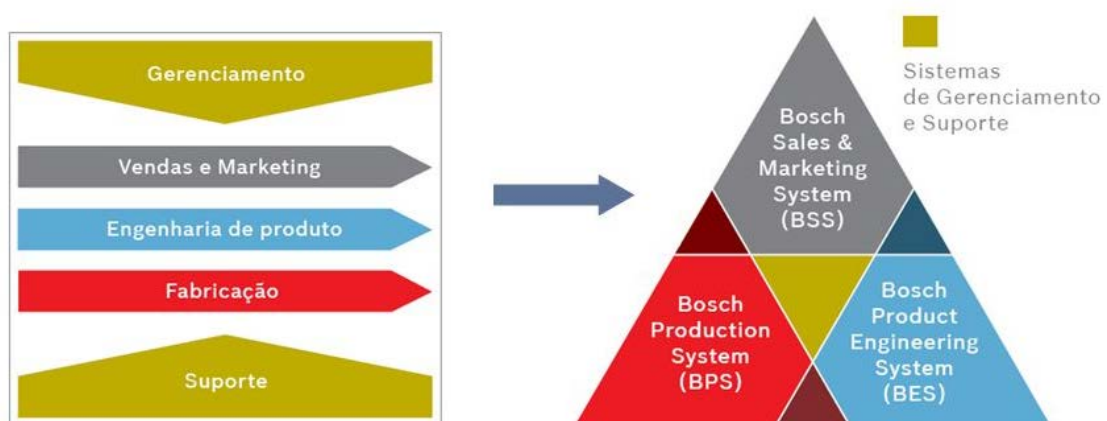 Gerenciamento
Vendas e Marketing
Engenharia de produto
Fabricação
Suporte
Bosch
Sales &
Marketing
System
(BSS)
Bosch
Production
System
(BPS)
Bosch
Product
Engineering
System
(BES)
Sistemas
de Gerenciamento
e Suporte